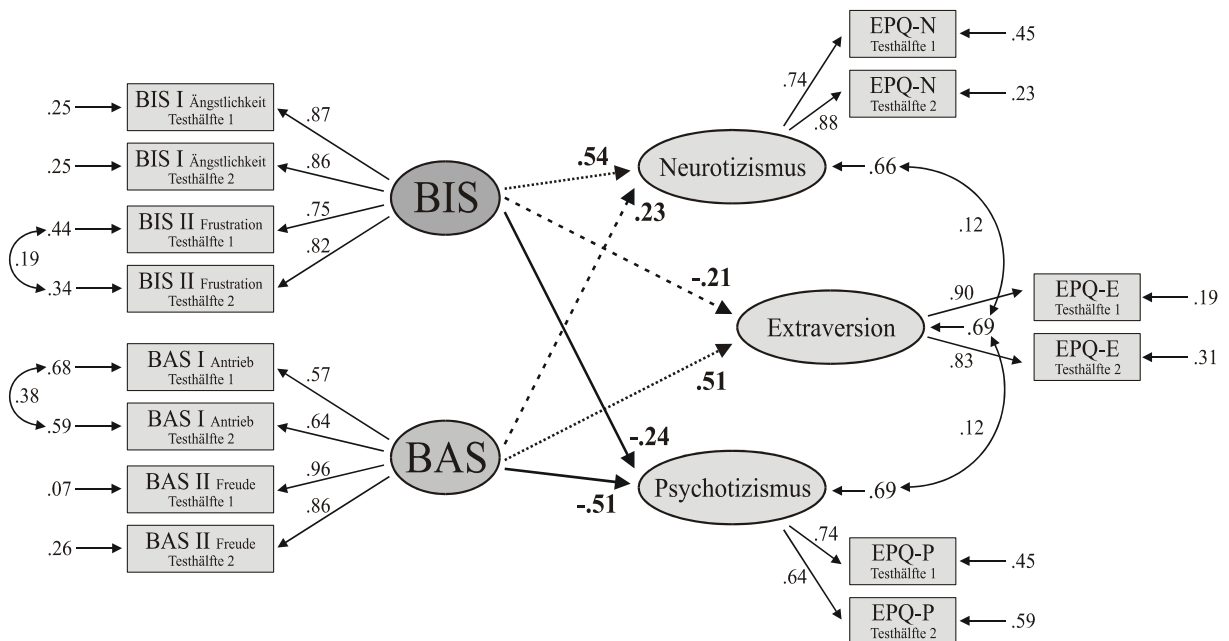 EPQ-N
Testhälfte 1
.45
.74
EPQ-N
Testhälfte 2
.23
.88
.25
BIS I Ängstlichkeit
Testhälfte 1
.87
.25
BIS I Ängstlichkeit
Testhälfte 2
.86
.44
BIS II Frustration
Testhälfte 1
.75
.19
.34
BIS II Frustration
Testhälfte 2
.82
BIS
.54
.23
Neurotizismus
.66
.12
-.21
Extraversion
.69
.90
EPQ-E
Testhälfte 1
.19
.83
EPQ-E
Testhälfte 2
.31
.51
.12
.68
BAS I Antrieb
Testhälfte 1
.57
.38
.59
BAS I Antrieb
Testhälfte 2
.64
.07
BAS II Freude
Testhälfte 1
.96
.26
BAS II Freude
Testhälfte 2
.86
BAS
-.24
-.51
Psychotizismus
.69
.74
EPQ-P
Testhälfte 1
.45
.64
EPQ-P
Testhälfte 2
.59